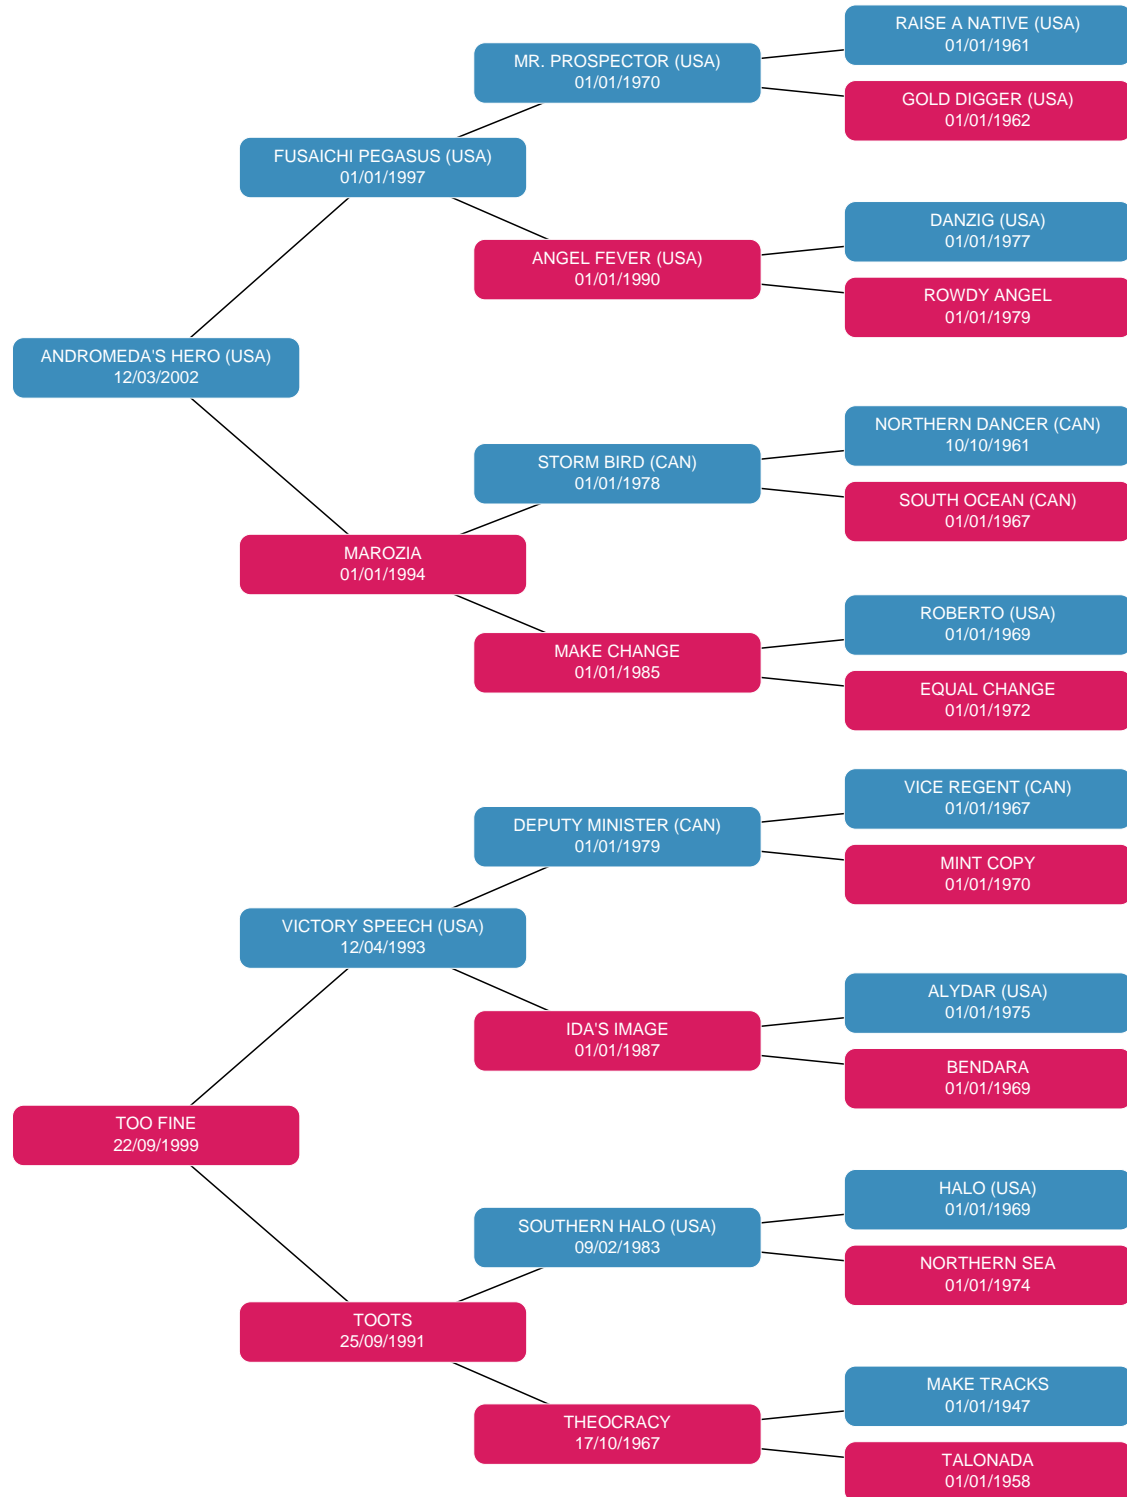 RAISE A NATIVE (USA)
01/01/1961
MR. PROSPECTOR (USA)
01/01/1970
GOLD DIGGER (USA)
01/01/1962
FUSAICHI PEGASUS (USA)
01/01/1997
DANZIG (USA)
01/01/1977
ANGEL FEVER (USA)
01/01/1990
ROWDY ANGEL
01/01/1979
ANDROMEDA'S HERO (USA)
12/03/2002
NORTHERN DANCER (CAN)
10/10/1961
STORM BIRD (CAN)
01/01/1978
SOUTH OCEAN (CAN)
01/01/1967
MAROZIA
01/01/1994
ROBERTO (USA)
01/01/1969
MAKE CHANGE
01/01/1985
EQUAL CHANGE
01/01/1972
VICE REGENT (CAN)
01/01/1967
DEPUTY MINISTER (CAN)
01/01/1979
MINT COPY
01/01/1970
VICTORY SPEECH (USA)
12/04/1993
ALYDAR (USA)
01/01/1975
IDA'S IMAGE
01/01/1987
BENDARA
01/01/1969
TOO FINE
22/09/1999
HALO (USA)
01/01/1969
SOUTHERN HALO (USA)
09/02/1983
NORTHERN SEA
01/01/1974
TOOTS
25/09/1991
MAKE TRACKS
01/01/1947
THEOCRACY
17/10/1967
TALONADA
01/01/1958